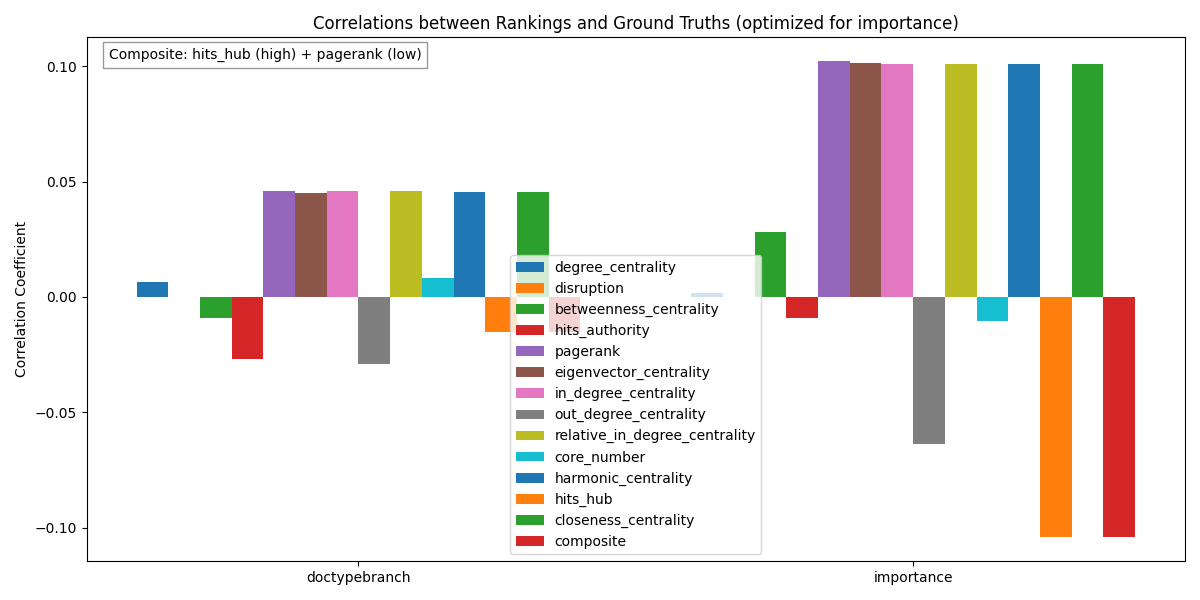 Correlations between Rankings and Ground Truths (optimized for importance)
Composite: hits_hub (high) + pagerank (low)
Correlation Coefficient
0.10
0.05
0.00
−0.05
−0.10
degree_centrality
disruption
betweenness_centrality
hits_authority
pagerank
eigenvector_centrality
in_degree_centrality
out_degree_centrality
relative_in_degree_centrality
core_number
harmonic_centrality
hits_hub
closeness_centrality
composite
doctypebranch
importance